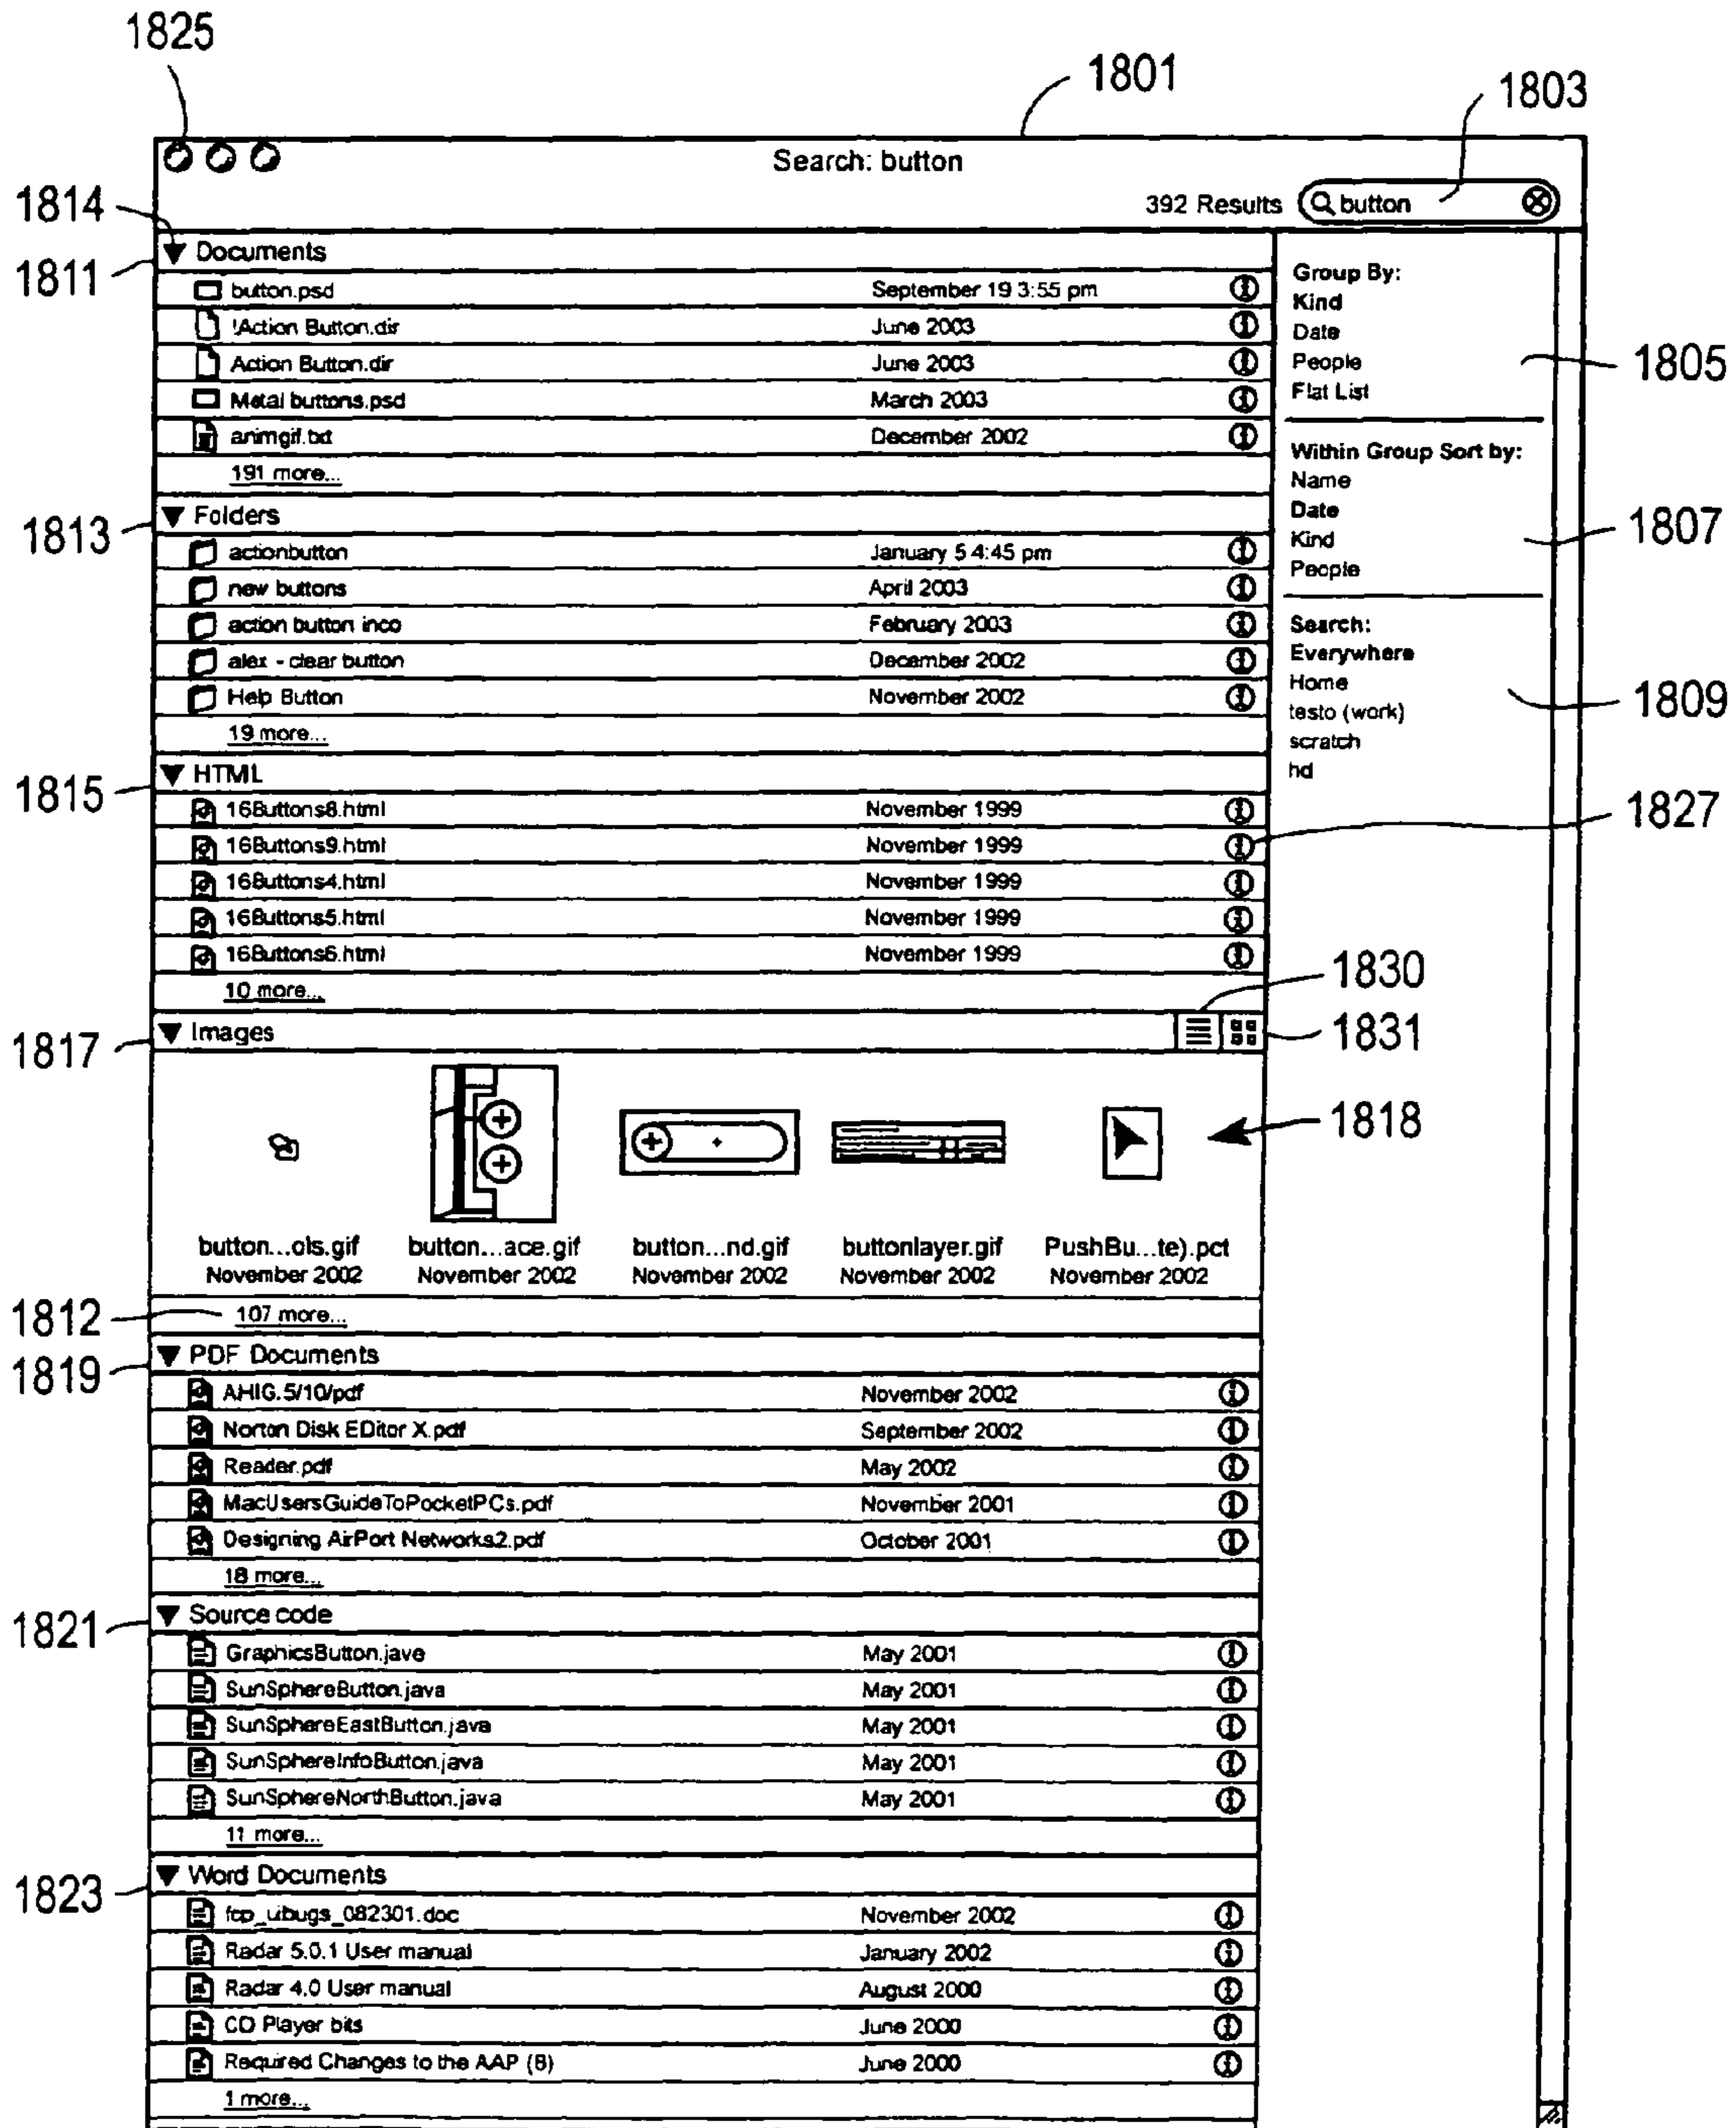 1825
1801
1803
Search: button
392 Results
button
1814
1811
Documents
button.psd September 19 3:55 pm
!Action Button.dir June 2003
Action Button.dir June 2003
Metal buttons.psd March 2003
animgif.txt December 2002
191 more...
1813
Folders
actionbutton January 5 4:45 pm
new buttons April 2003
action button inco February 2003
alex - clear button December 2002
Help Button November 2002
19 more...
1815
HTML
16Buttons8.html November 1999
16Buttons9.html November 1999
16Buttons4.html November 1999
16Buttons5.html November 1999
16Buttons6.html November 1999
10 more...
1817
Images
button...ols.gif button...ace.gif button...nd.gif buttonlayer.gif PushBu...te).pct
November 2002 November 2002 November 2002 November 2002 November 2002
1812
107 more...
1819
PDF Documents
AHIG.5/10/pdf November 2002
Norton Disk EDitor X.pdf September 2002
Reader.pdf May 2002
MacUsersGuideToPocketPCs.pdf November 2001
Designing AirPort Networks2.pdf October 2001
18 more...
1821
Source code
GraphicsButton.jave May 2001
SunSphereButton.java May 2001
SunSphereEastButton.java May 2001
SunSphereInfoButton.java May 2001
SunSphereNorthButton.java May 2001
11 more...
1823
Word Documents
fcp_uibugs_082301.doc November 2002
Radar 5.0.1 User manual January 2002
Radar 4.0 User manual August 2000
CD Player bits June 2000
Required Changes to the AAP (8) June 2000
1 more...
Group By:
Kind
Date
People
Flat List
1805
Within Group Sort by:
Name
Date
Kind
People
1807
Search:
Everywhere
Home
testo (work)
scratch
hd
1809
1827
1830
1831
1818